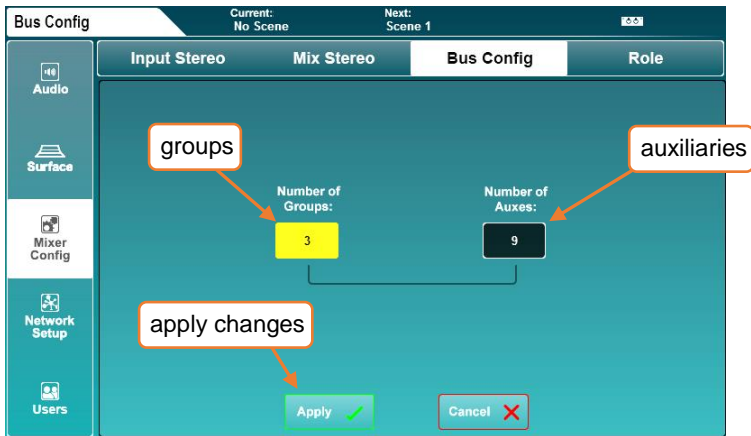 Bus Config
Current:
No Scene
Next:
Scene 1
Audio
Surface
Mixer
Config
Network
Setup
Users
Input Stereo
Mix Stereo
Bus Config
Role
groups
auxiliaries
Number of
Groups:
3
Number of
Auxes:
9
apply changes
Apply
Cancel